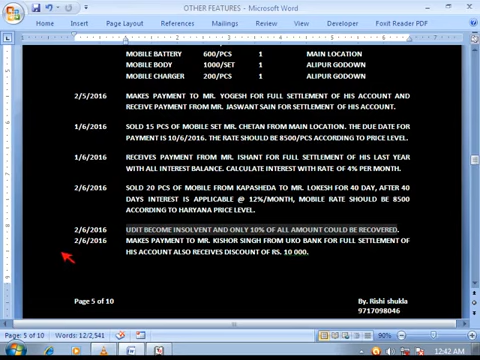 OTHER FEATURES - Microsoft Word
Home Insert Page Layout References Mailings Review View Developer Foxit Reader PDF
MOBILE BATTERY 600/PCS 1 MAIN LOCATION
MOBILE BODY 1000/SET 1 ALIPUR GODOWN
MOBILE CHARGER 200/PCS 1 ALIPUR GODOWN
2/5/2016 MAKES PAYMENT TO MR. YOGESH FOR FULL SETTLEMENT OF HIS ACCOUNT AND
RECEIVE PAYMENT FROM MR. JASWANT SAIN FOR SETTLEMENT OF HIS ACCOUNT.
1/6/2016 SOLD 15 PCS OF MOBILE SET MR. CHETAN FROM MAIN LOCATION. THE DUE DATE FOR
PAYMENT IS 10/6/2016. THE RATE SHOULD BE 8500/PCS ACCORDING TO PRICE LEVEL.
1/6/2016 RECEIVES PAYMENT FROM MR. ISHANT FOR FULL SETTLEMENT OF HIS LAST YEAR
WITH ALL INTEREST BALANCE. CALCULATE INTEREST WITH RATE OF 4% PER MONTH.
2/6/2016 SOLD 20 PCS OF MOBILE FROM KAPASHEDA TO MR. LOKESH FOR 40 DAY, AFTER 40
DAYS INTEREST IS APPLICABLE @ 12%/MONTH, MOBILE RATE SHOULD BE 8500
ACCORDING TO HARYANA PRICE LEVEL.
2/6/2016 UDIT BECOME INSOLVENT AND ONLY 10% OF ALL AMOUNT COULD BE RECOVERED.
2/6/2016 MAKES PAYMENT TO MR. KISHOR SINGH FROM UKO BANK FOR FULL SETTLEMENT OF
HIS ACCOUNT ALSO RECEIVES DISCOUNT OF RS. 10 000.
Page 5 of 10 By. Rishi shukla
9717098046
Page: 5 of 10 Words: 12/2,541 90%
12:42 AM